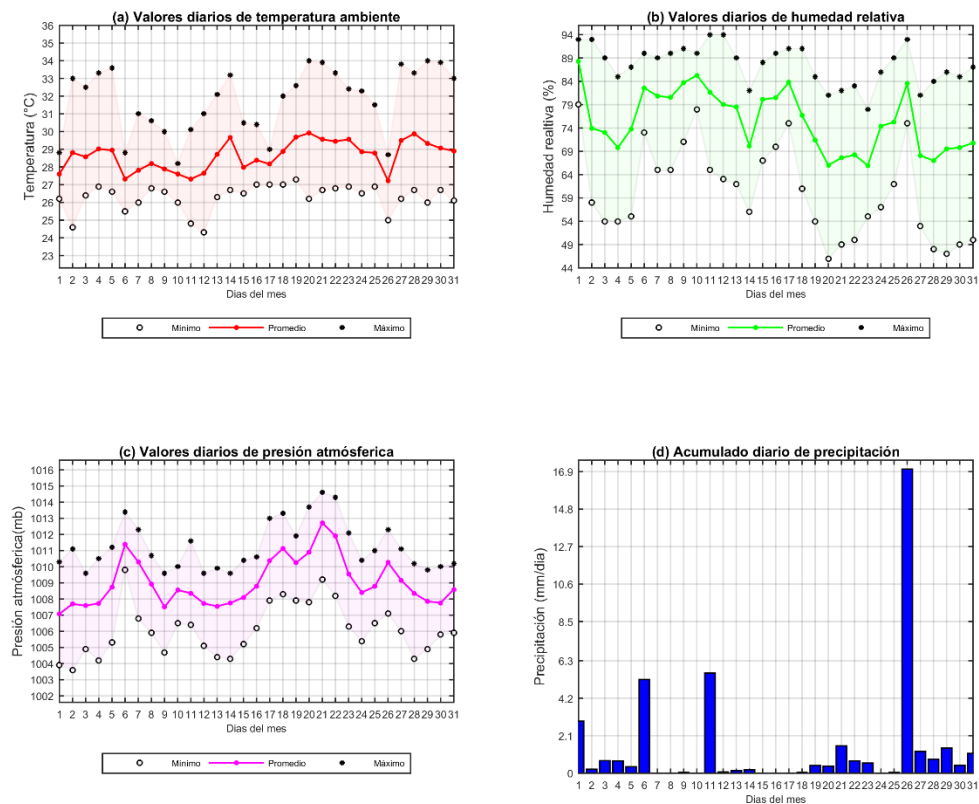 (a) Valores diarios de temperatura ambiente
36
35
34
33
32
31
30
29
28
27
26
25
24
23
Temperatura (°C)
1 2 3 4 5 6 7 8 9 10 11 12 13 14 15 16 17 18 19 20 21 22 23 24 25 26 27 28 29 30 31
Dias del mes
Mínimo Promedio Máximo
(b) Valores diarios de humedad relativa
94
89
84
79
74
69
64
59
54
49
44
Humedad realtiva (%)
1 2 3 4 5 6 7 8 9 10 11 12 13 14 15 16 17 18 19 20 21 22 23 24 25 26 27 28 29 30 31
Dias del mes
Mínimo Promedio Máximo
(c) Valores diarios de presión atmósferica
1016
1015
1014
1013
1011
1010
1009
1008
1007
1006
1005
1004
1003
1002
Presión atmósferica(mb)
1 2 3 4 5 6 7 8 9 10 11 12 13 14 15 16 17 18 19 20 21 22 23 24 25 26 27 28 29 30 31
Dias del mes
Mínimo Promedio Máximo
(d) Acumulado diario de precipitación
16.9
14.8
12.7
10.6
8.5
6.3
4.2
2.1
0
Precipitación (mm/dia)
1 2 3 4 5 6 7 8 9 10 11 12 13 14 15 16 17 18 19 20 21 22 23 24 25 26 27 28 29 30 31
Dias del mes